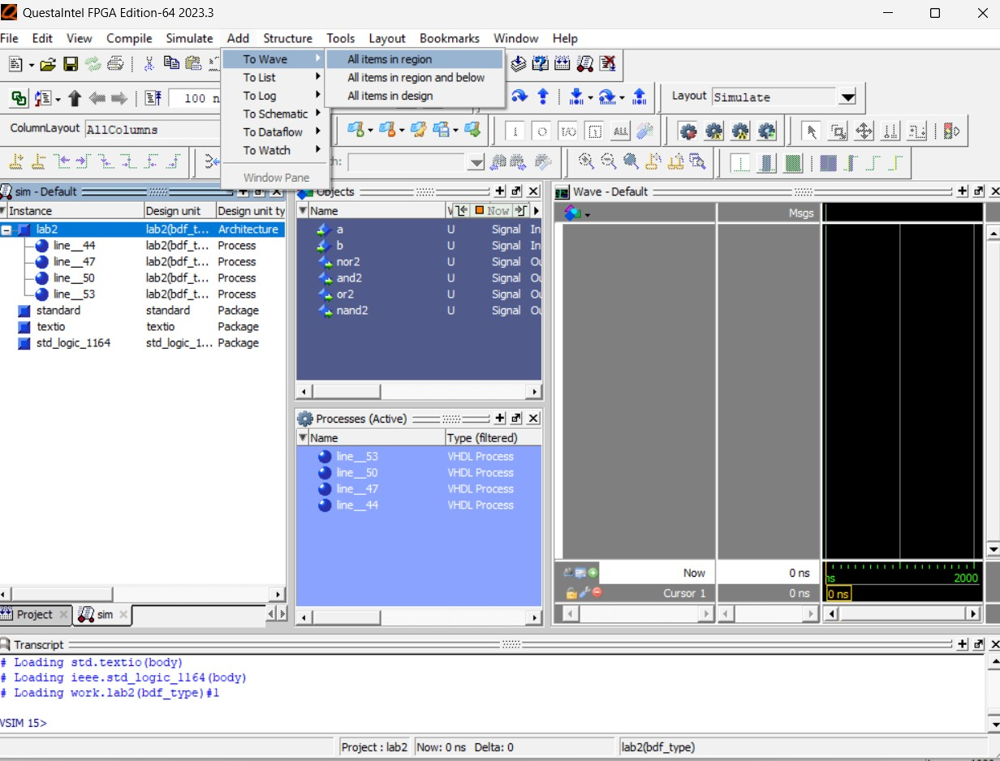 QuestaIntel FPGA Edition-64 2023.3
File Edit View Compile Simulate Add Structure Tools Layout Bookmarks Window Help
To Wave
To List
To Log
To Schematic
To Dataflow
To Watch
Window Pane
All items in region
All items in region and below
All items in design
100 n
Layout Simulate
ColumnLayout AllColumns
ALL
h:
sim - Default
Instance Design unit Design unit ty
lab2 lab2(bdf_t... Architecture
line__44 lab2(bdf_t... Process
line__47 lab2(bdf_t... Process
line__50 lab2(bdf_t... Process
line__53 lab2(bdf_t... Process
standard standard Package
textio textio Package
std_logic_1164 std_logic_1... Package
Project sim
Objects
Name Now
a U Signal In
b U Signal In
nor2 U Signal Ou
and2 U Signal Ou
or2 U Signal Ou
nand2 U Signal Ou
Processes (Active)
Name Type (filtered)
line__53 VHDL Process
line__50 VHDL Process
line__47 VHDL Process
line__44 VHDL Process
Wave - Default
Msgs
Now 0 ns ns 2000
Cursor 1 0 ns 0 ns
Transcript
# Loading std.textio(body)
# Loading ieee.std_logic_1164(body)
# Loading work.lab2(bdf_type)#1
VSIM 15>
Project : lab2 Now: 0 ns Delta: 0 lab2(bdf_type)